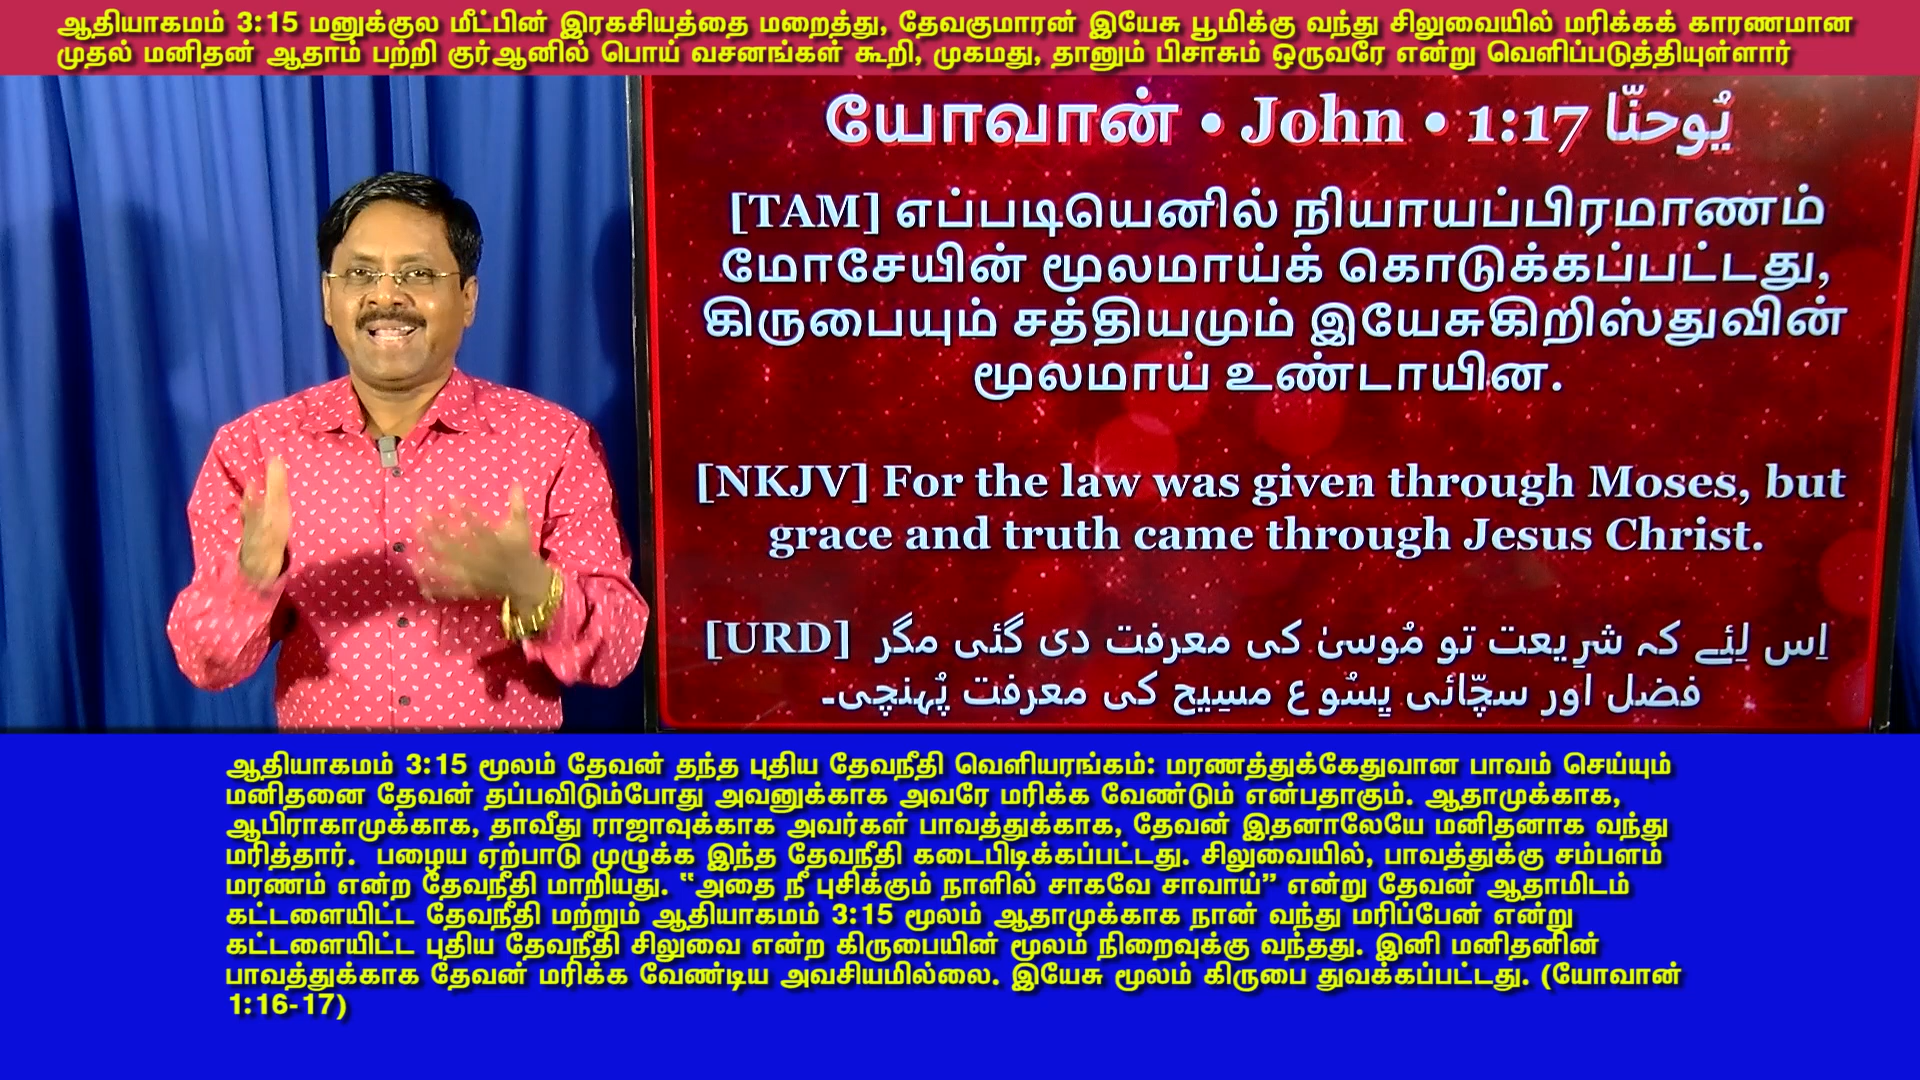 ஆதியாகமம் 3:15 மனுக்குல மீட்பின் இரகசியத்தை மறைத்து, தேவகுமாரன் இயேசு பூமிக்கு வந்து சிலுவையில் மரிக்கக் காரணமான
முதல் மனிதன் ஆதாம் பற்றி குர்ஆனில் பொய் வசனங்கள் கூறி, முகமது, தானும் பிசாசும் ஒருவரே என்று வெளிப்படுத்தியுள்ளார்
யோவான் • John • 1:17 یُوحنّا
[TAM] எப்படியெனில் நியாயப்பிரமாணம்
மோசேயின் மூலமாய்க் கொடுக்கப்பட்டது,
கிருபையும் சத்தியமும் இயேசுகிறிஸ்துவின்
மூலமாய் உண்டாயின.
[NKJV] For the law was given through Moses, but
grace and truth came through Jesus Christ.
[URD] اِس لِئے کہ شرِیعت تو مُوسیٰ کی معرفت دی گئی مگر
فضل اور سچّائی یِسُوع مسِیح کی معرفت پُہنچی۔
ஆதியாகமம் 3:15 மூலம் தேவன் தந்த புதிய தேவநீதி வெளியரங்கம்: மரணத்துக்கேதுவான பாவம் செய்யும்
மனிதனை தேவன் தப்பவிடும்போது அவனுக்காக அவரே மரிக்க வேண்டும் என்பதாகும். ஆதாமுக்காக,
ஆபிராகாமுக்காக, தாவீது ராஜாவுக்காக அவர்கள் பாவத்துக்காக, தேவன் இதனாலேயே மனிதனாக வந்து
மரித்தார்.  பழைய ஏற்பாடு முழுக்க இந்த தேவநீதி கடைபிடிக்கப்பட்டது. சிலுவையில், பாவத்துக்கு சம்பளம்
மரணம் என்ற தேவநீதி மாறியது. "அதை நீ புசிக்கும் நாளில் சாகவே சாவாய்" என்று தேவன் ஆதாமிடம்
கட்டளையிட்ட தேவநீதி மற்றும் ஆதியாகமம் 3:15 மூலம் ஆதாமுக்காக நான் வந்து மரிப்பேன் என்று
கட்டளையிட்ட புதிய தேவநீதி சிலுவை என்ற கிருபையின் மூலம் நிறைவுக்கு வந்தது. இனி மனிதனின்
பாவத்துக்காக தேவன் மரிக்க வேண்டிய அவசியமில்லை. இயேசு மூலம் கிருபை துவக்கப்பட்டது. (யோவான்
1:16-17)